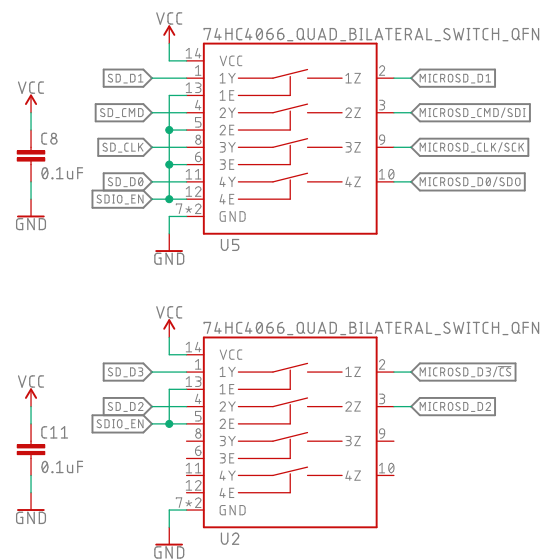 VCC
74HC4066_QUAD_BILATERAL_SWITCH_QFN
14 VCC
SD_D1 1 1Y 1Z 2 MICROSD_D1
13 1E
SD_CMD 4 2Y 2Z 3 MICROSD_CMD/SDI
5 2E
SD_CLK 8 3Y 3Z 9 MICROSD_CLK/SCK
6 3E
SD_D0 11 4Y 4Z 10 MICROSD_D0/SDO
SDIO_EN 12 4E
7*2 GND
U5
GND
VCC
C8
0.1uF
GND
VCC
74HC4066_QUAD_BILATERAL_SWITCH_QFN
14 VCC
SD_D3 1 1Y 1Z 2 MICROSD_D3/CS
13 1E
SD_D2 4 2Y 2Z 3 MICROSD_D2
SDIO_EN 5 2E
8 3Y 3Z 9
6 3E
11 4Y 4Z 10
12 4E
7*2 GND
U2
GND
VCC
C11
0.1uF
GND